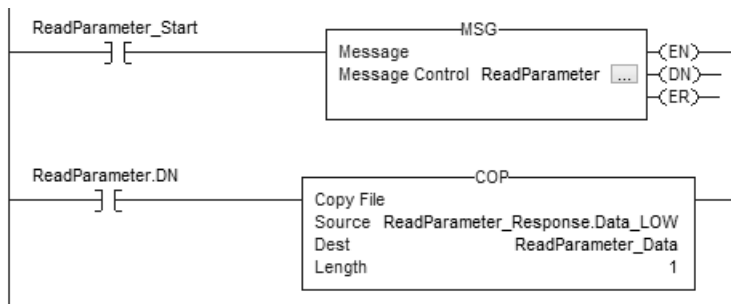 ReadParameter_Start
MSG
Message
Message Control ReadParameter ...
EN
DN
ER
ReadParameter.DN
COP
Copy File
Source ReadParameter_Response.Data_LOW
Dest ReadParameter_Data
Length 1